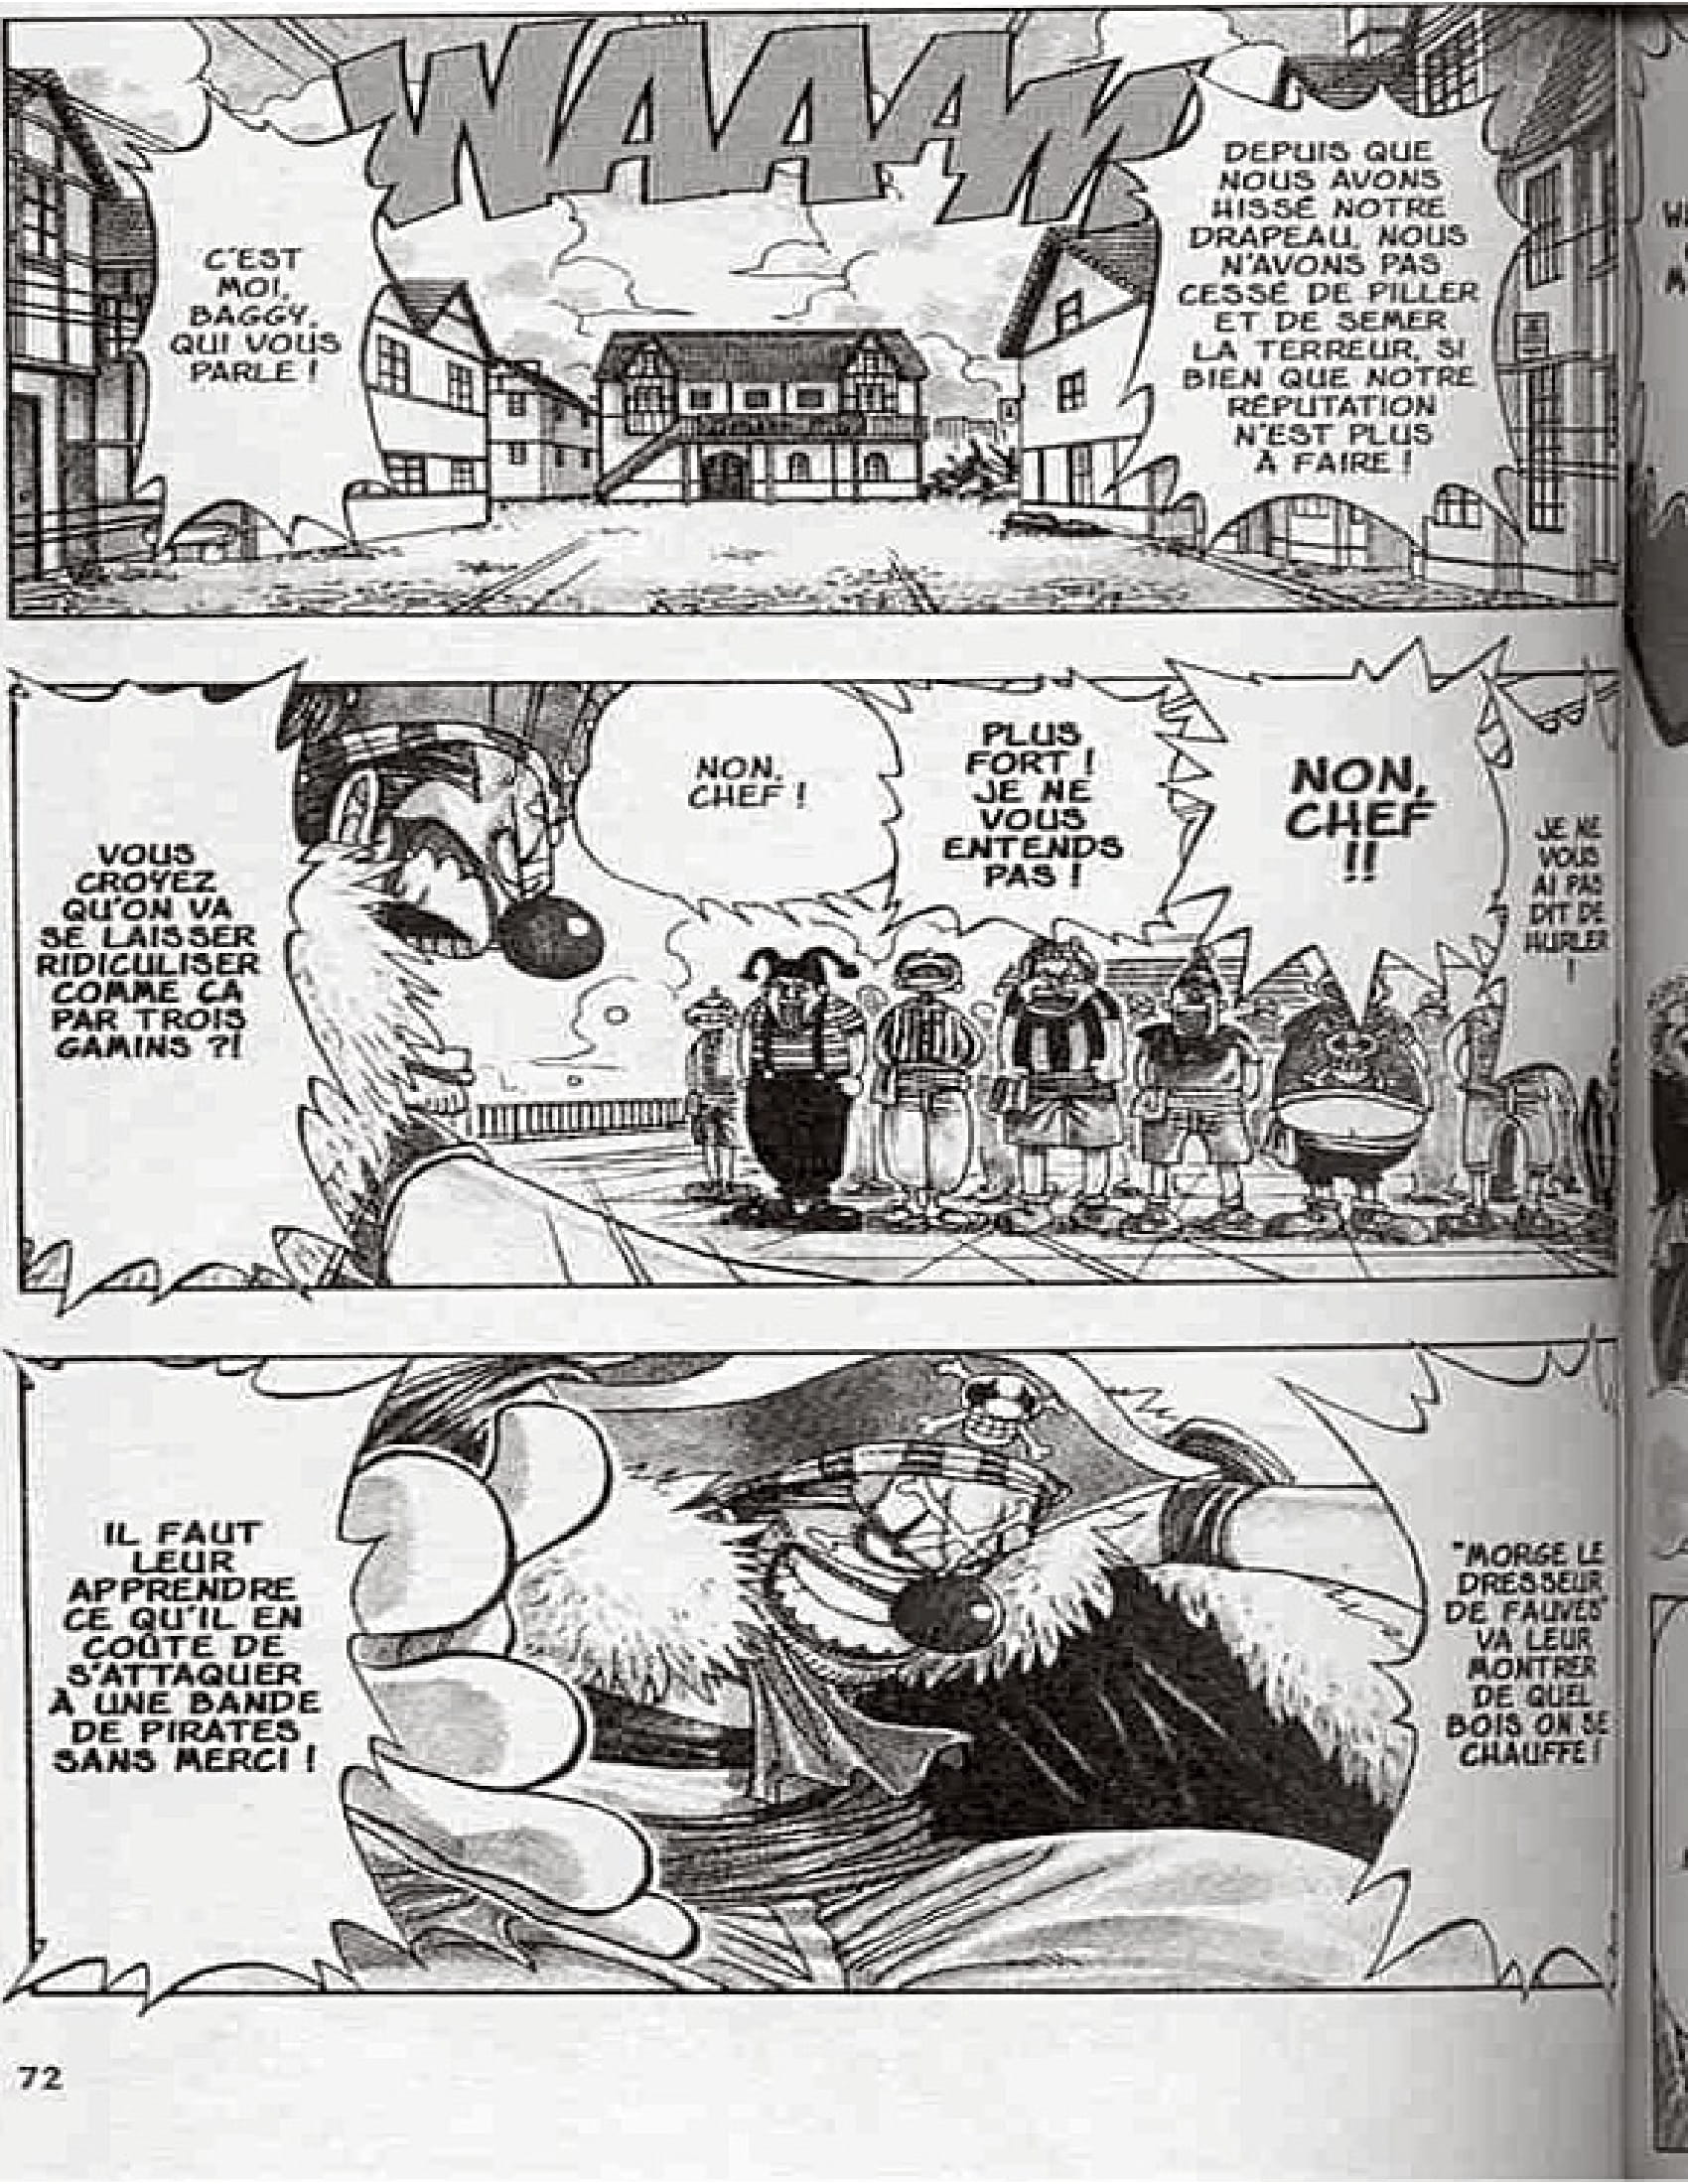 WAAAM
C'EST
MOI,
BAGGY,
QUI VOUS
PARLE !
DEPUIS QUE
NOUS AVONS
HISSÉ NOTRE
DRAPEAU, NOUS
N'AVONS PAS
CESSÉ DE PILLER
ET DE SEMER
LA TERREUR, SI
BIEN QUE NOTRE
RÉPUTATION
N'EST PLUS
À FAIRE !
VOUS
CROYEZ
QU'ON VA
SE LAISSER
RIDICULISER
COMME ÇA
PAR TROIS
GAMINS ?!
NON,
CHEF !
PLUS
FORT !
JE NE
VOUS
ENTENDS
PAS !
NON,
CHEF
!!
JE NE
VOUS
AI PAS
DIT DE
HURLER
!
IL FAUT
LEUR
APPRENDRE
CE QU'IL EN
COÛTE DE
S'ATTAQUER
À UNE BANDE
DE PIRATES
SANS MERCI !
"MORGE LE
DRESSEUR
DE FAUVES"
VA LEUR
MONTRER
DE QUEL
BOIS ON SE
CHAUFFE !
72